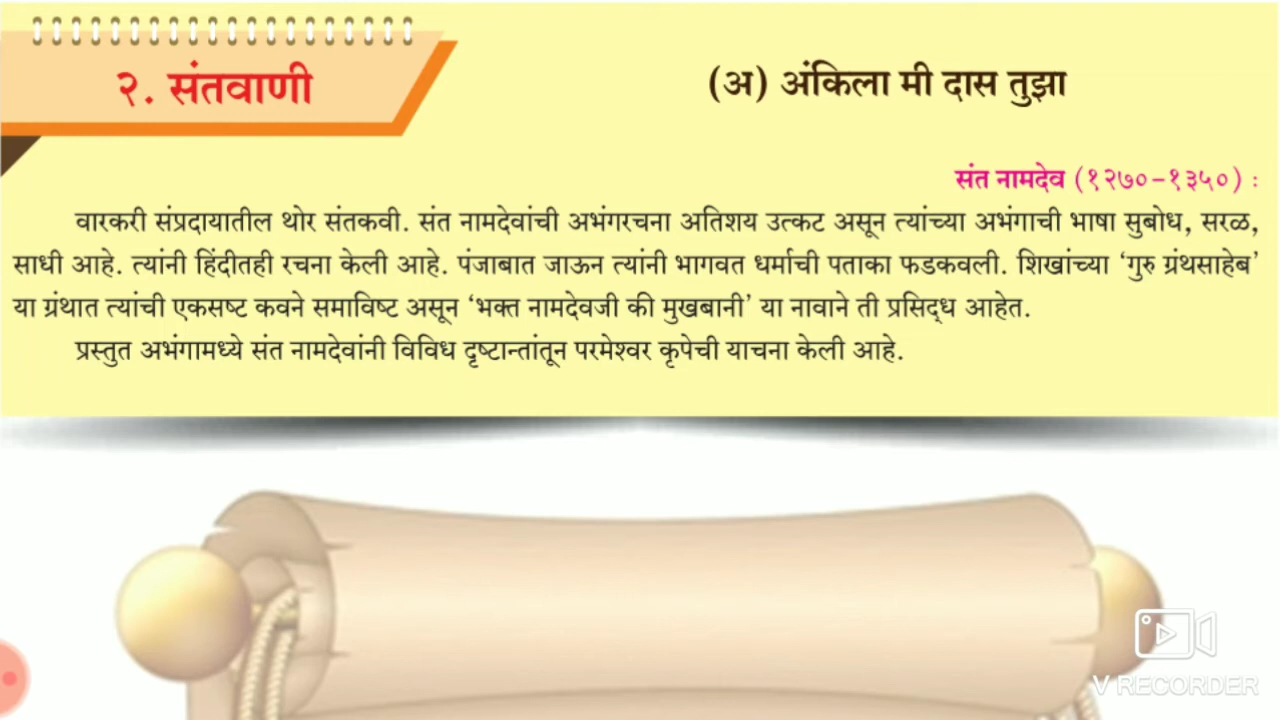 २. संतवाणी
(अ) अंकिला मी दास तुझा
संत नामदेव (१२७०-१३५०) :
वारकरी संप्रदायातील थोर संतकवी. संत नामदेवांची अभंगरचना अतिशय उत्कट असून त्यांच्या अभंगाची भाषा सुबोध, सरळ,
साधी आहे. त्यांनी हिंदीतही रचना केली आहे. पंजाबात जाऊन त्यांनी भागवत धर्माची पताका फडकवली. शिखांच्या ‘गुरु ग्रंथसाहेब’
या ग्रंथात त्यांची एकसष्ट कवने समाविष्ट असून ‘भक्त नामदेवजी की मुखबानी’ या नावाने ती प्रसिद्ध आहेत.
प्रस्तुत अभंगामध्ये संत नामदेवांनी विविध दृष्टान्तांतून परमेश्वर कृपेची याचना केली आहे.
V RECORDER